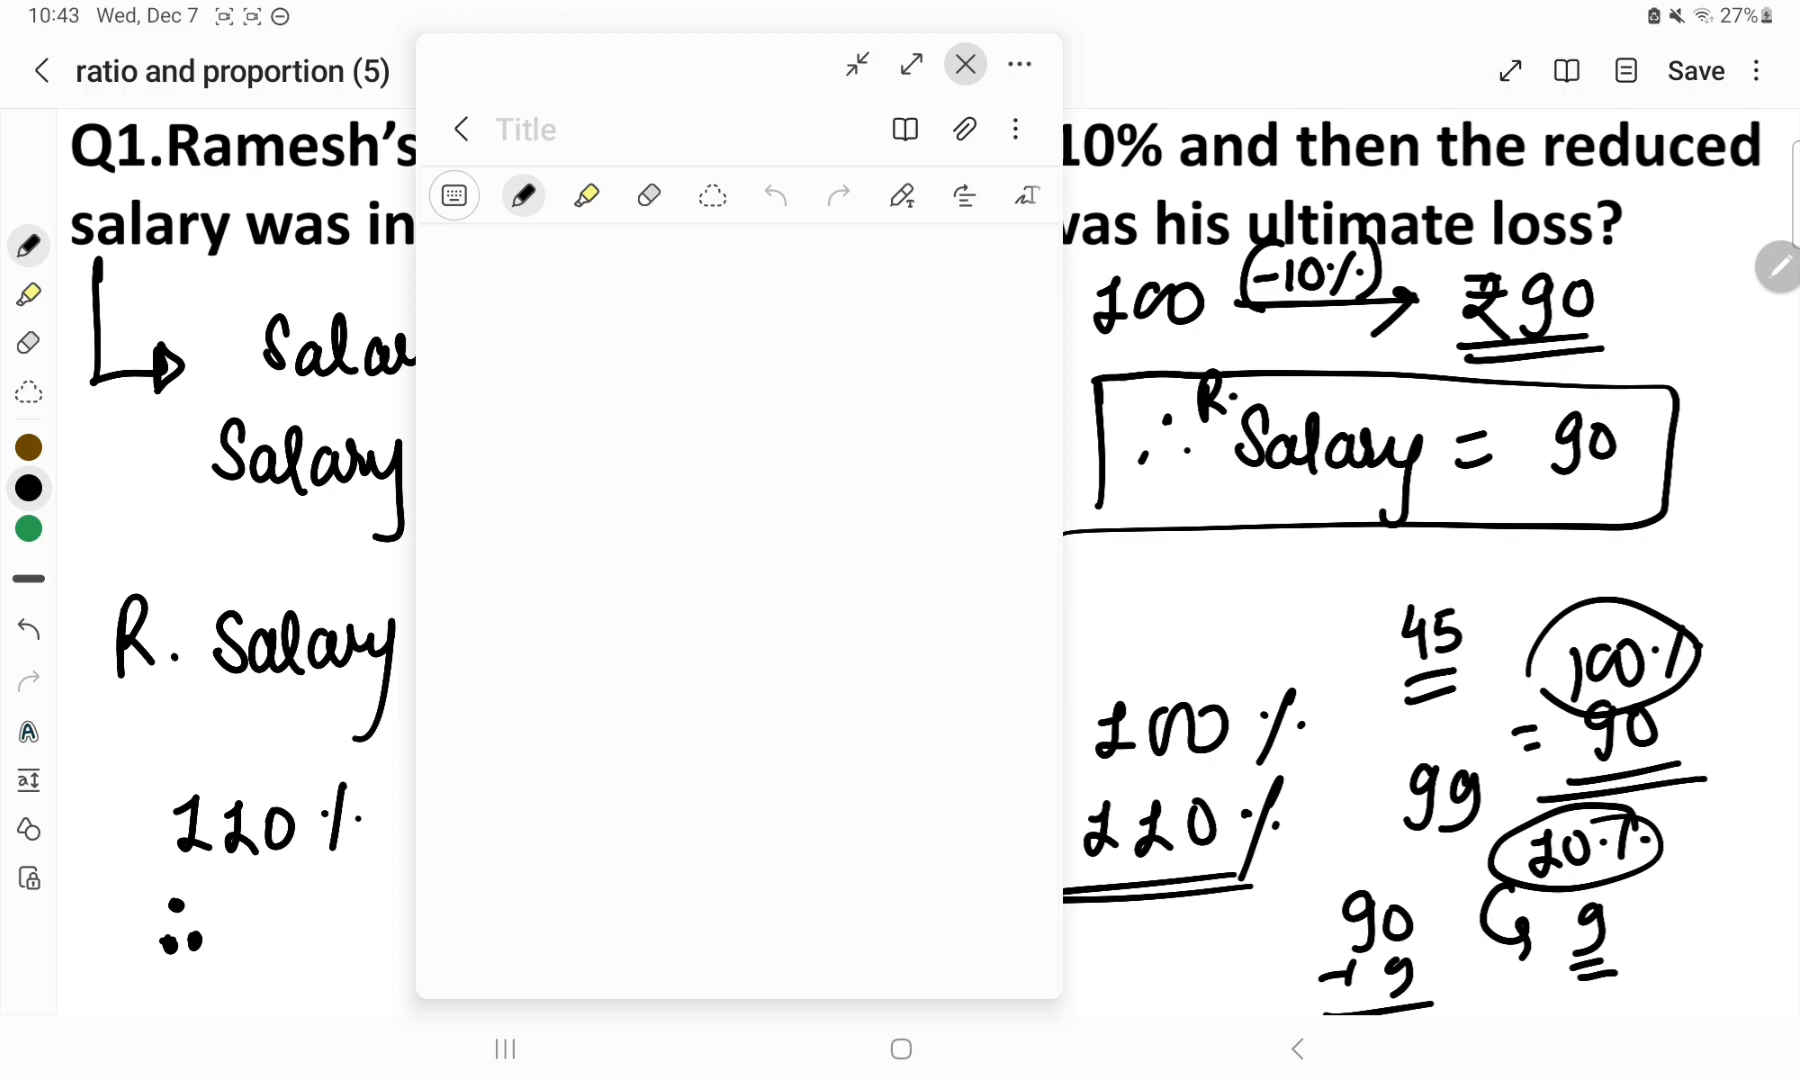 10:43 Wed, Dec 7
27%
ratio and proportion (5)
Save
Title
Q1.Ramesh’s
10% and then the reduced
salary was in
was his ultimate loss?
100 (-10%) → ₹90
Salar
∴ R. Salary = 90
Salary
R. Salary
45
100%
= 90
100%
110%
99
10%
110%
∴
90
9
+ 9